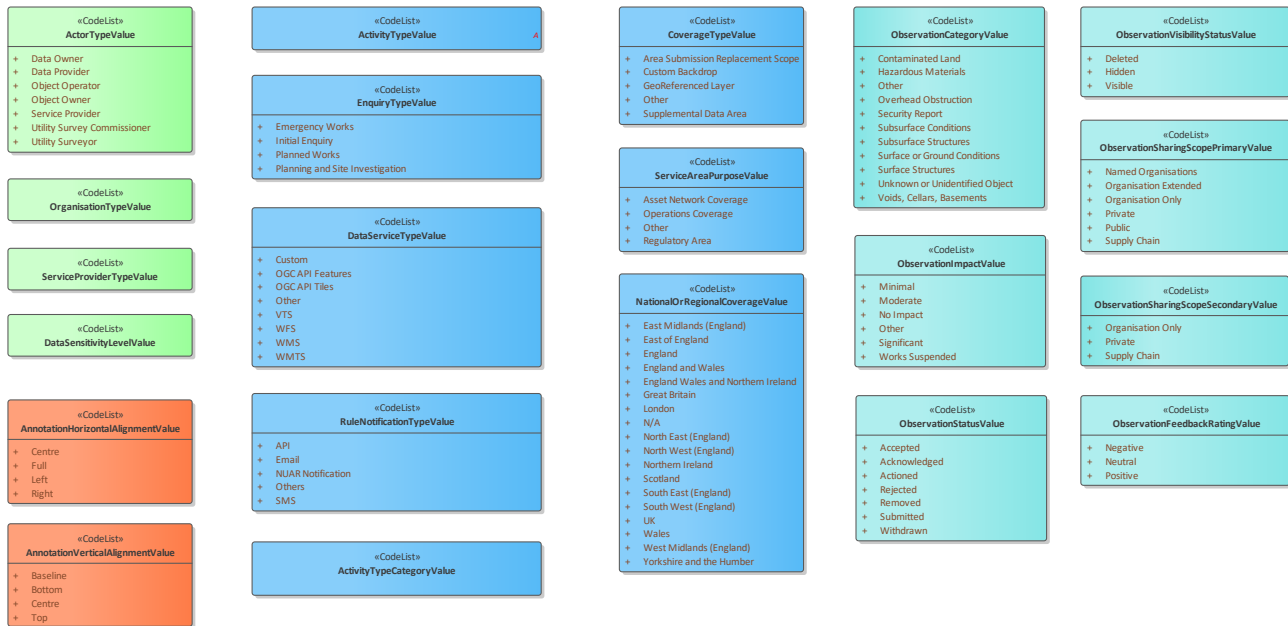 «CodeList»
ActorTypeValue
+ Data Owner
+ Data Provider
+ Object Operator
+ Object Owner
+ Service Provider
+ Utility Survey Commissioner
+ Utility Surveyor
«CodeList»
OrganisationTypeValue
«CodeList»
ServiceProviderTypeValue
«CodeList»
DataSensitivityLevelValue
«CodeList»
AnnotationHorizontalAlignmentValue
+ Centre
+ Full
+ Left
+ Right
«CodeList»
AnnotationVerticalAlignmentValue
+ Baseline
+ Bottom
+ Centre
+ Top
«CodeList»
ActivityTypeValue
A
«CodeList»
EnquiryTypeValue
+ Emergency Works
+ Initial Enquiry
+ Planned Works
+ Planning and Site Investigation
«CodeList»
DataServiceTypeValue
+ Custom
+ OGC API Features
+ OGC API Tiles
+ Other
+ VTS
+ WFS
+ WMS
+ WMTS
«CodeList»
RuleNotificationTypeValue
+ API
+ Email
+ NUAR Notification
+ Others
+ SMS
«CodeList»
ActivityTypeCategoryValue
«CodeList»
CoverageTypeValue
+ Area Submission Replacement Scope
+ Custom Backdrop
+ GeoReferenced Layer
+ Other
+ Supplemental Data Area
«CodeList»
ServiceAreaPurposeValue
+ Asset Network Coverage
+ Operations Coverage
+ Other
+ Regulatory Area
«CodeList»
NationalOrRegionalCoverageValue
+ East Midlands (England)
+ East of England
+ England
+ England and Wales
+ England Wales and Northern Ireland
+ Great Britain
+ London
+ N/A
+ North East (England)
+ North West (England)
+ Northern Ireland
+ Scotland
+ South East (England)
+ South West (England)
+ UK
+ Wales
+ West Midlands (England)
+ Yorkshire and the Humber
«CodeList»
ObservationCategoryValue
+ Contaminated Land
+ Hazardous Materials
+ Other
+ Overhead Obstruction
+ Security Report
+ Subsurface Conditions
+ Subsurface Structures
+ Surface or Ground Conditions
+ Surface Structures
+ Unknown or Unidentified Object
+ Voids, Cellars, Basements
«CodeList»
ObservationImpactValue
+ Minimal
+ Moderate
+ No Impact
+ Other
+ Significant
+ Works Suspended
«CodeList»
ObservationStatusValue
+ Accepted
+ Acknowledged
+ Actioned
+ Rejected
+ Removed
+ Submitted
+ Withdrawn
«CodeList»
ObservationVisibilityStatusValue
+ Deleted
+ Hidden
+ Visible
«CodeList»
ObservationSharingScopePrimaryValue
+ Named Organisations
+ Organisation Extended
+ Organisation Only
+ Private
+ Public
+ Supply Chain
«CodeList»
ObservationSharingScopeSecondaryValue
+ Organisation Only
+ Private
+ Supply Chain
«CodeList»
ObservationFeedbackRatingValue
+ Negative
+ Neutral
+ Positive